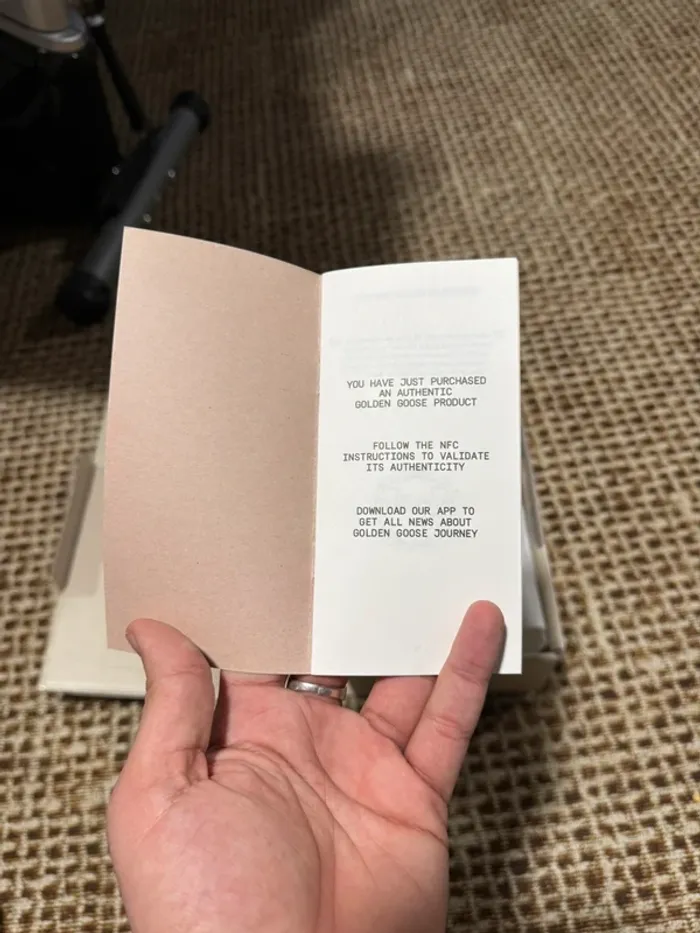 YOU HAVE JUST PURCHASED
AN AUTHENTIC
GOLDEN GOOSE PRODUCT
FOLLOW THE NFC
INSTRUCTIONS TO VALIDATE
ITS AUTHENTICITY
DOWNLOAD OUR APP TO
GET ALL NEWS ABOUT
GOLDEN GOOSE JOURNEY